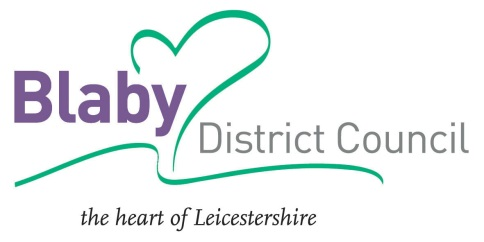 Blaby
District Council
the heart of Leicestershire